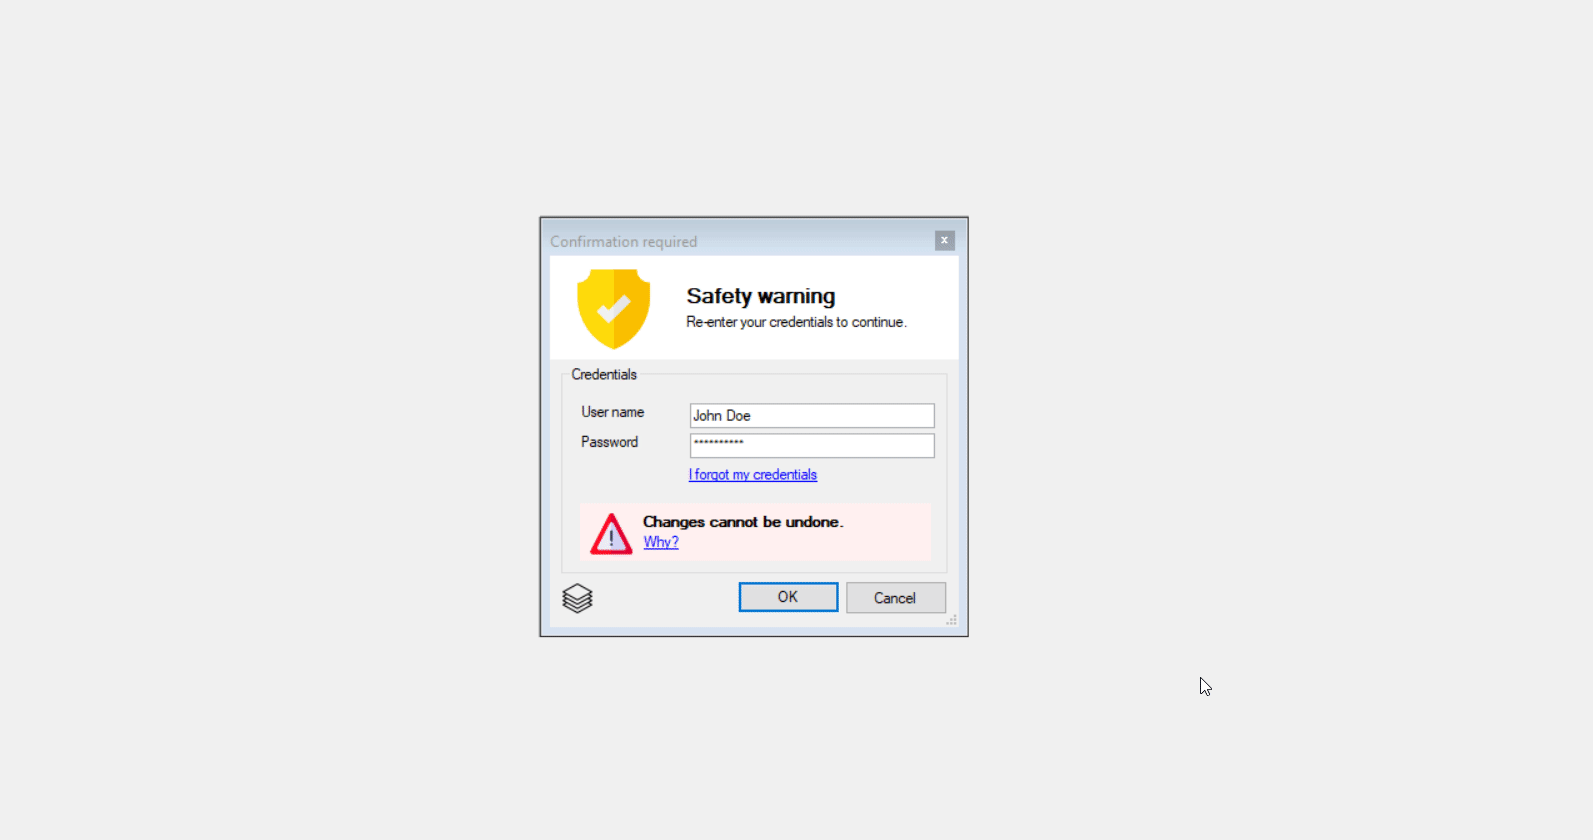 Confirmation required
x
Safety warning
Re-enter your credentials to continue.
Credentials
User name
John Doe
Password
**********
I forgot my credentials
Changes cannot be undone.
Why?
OK
Cancel